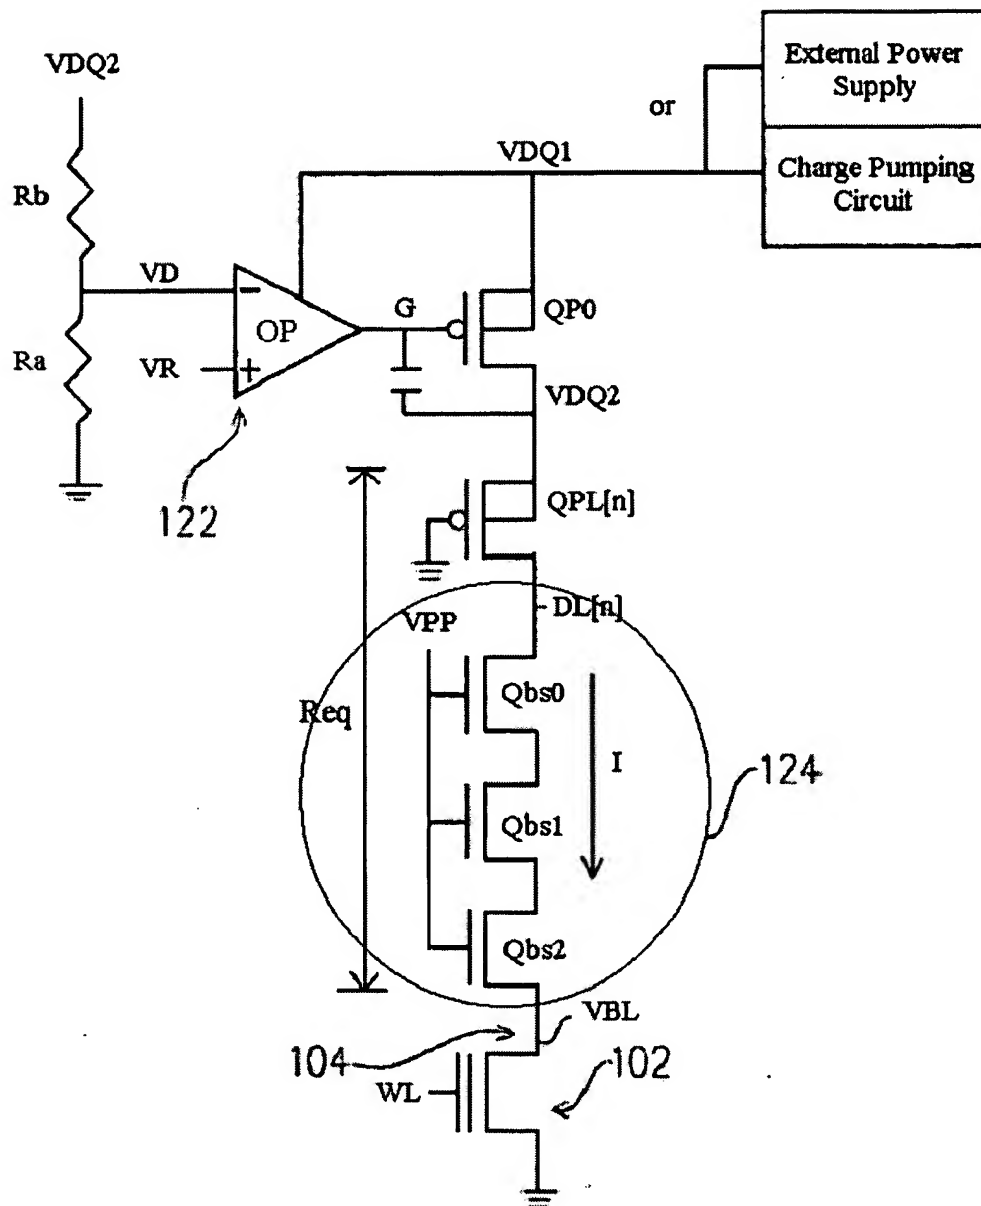 External Power
Supply
VDQ2
or
VDQ1
Charge Pumping
Circuit
Rb
VD
−
G
QP0
OP
Ra
VR
+
VDQ2
122
QPL[n]
DL[n]
VPP
Qbs0
Req
I
124
Qbs1
Qbs2
VBL
104
102
WL